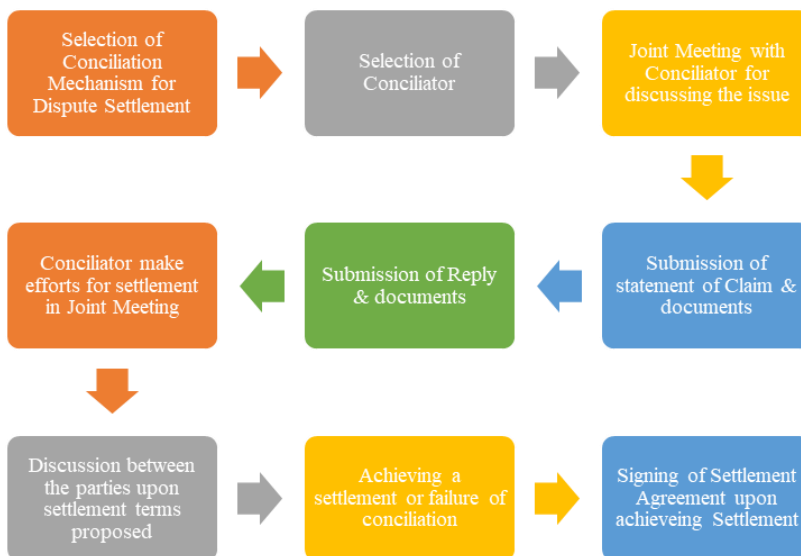 Selection of
Conciliation
Mechanism for
Dispute Settlement
Selection of
Conciliator
Joint Meeting with
Conciliator for
discussing the issue
Submission of
statement of Claim &
documents
Submission of Reply
& documents
Conciliator make
efforts for settlement
in Joint Meeting
Discussion between
the parties upon
settlement terms
proposed
Achieving a
settlement or failure of
conciliation
Signing of Settlement
Agreement upon
achieveing Settlement